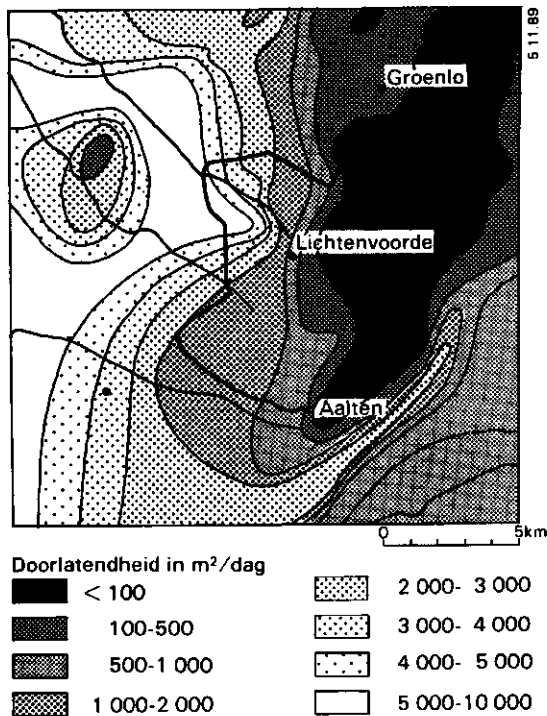 5 11.89
Groenlo
Lichtenvoorde
Aalten
0 5km
Doorlatendheid in m²/dag
< 100
100-500
500-1 000
1 000-2 000
2 000- 3 000
3 000- 4 000
4 000- 5 000
5 000-10 000